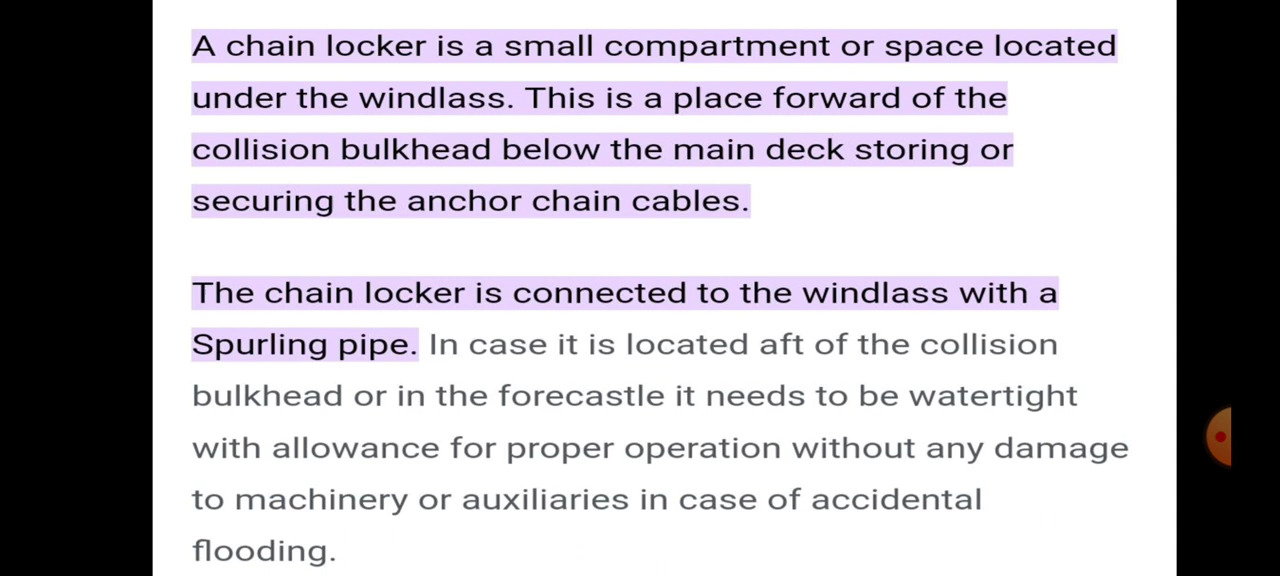 A chain locker is a small compartment or space located
under the windlass. This is a place forward of the
collision bulkhead below the main deck storing or
securing the anchor chain cables.
The chain locker is connected to the windlass with a
Spurling pipe. In case it is located aft of the collision
bulkhead or in the forecastle it needs to be watertight
with allowance for proper operation without any damage
to machinery or auxiliaries in case of accidental
flooding.